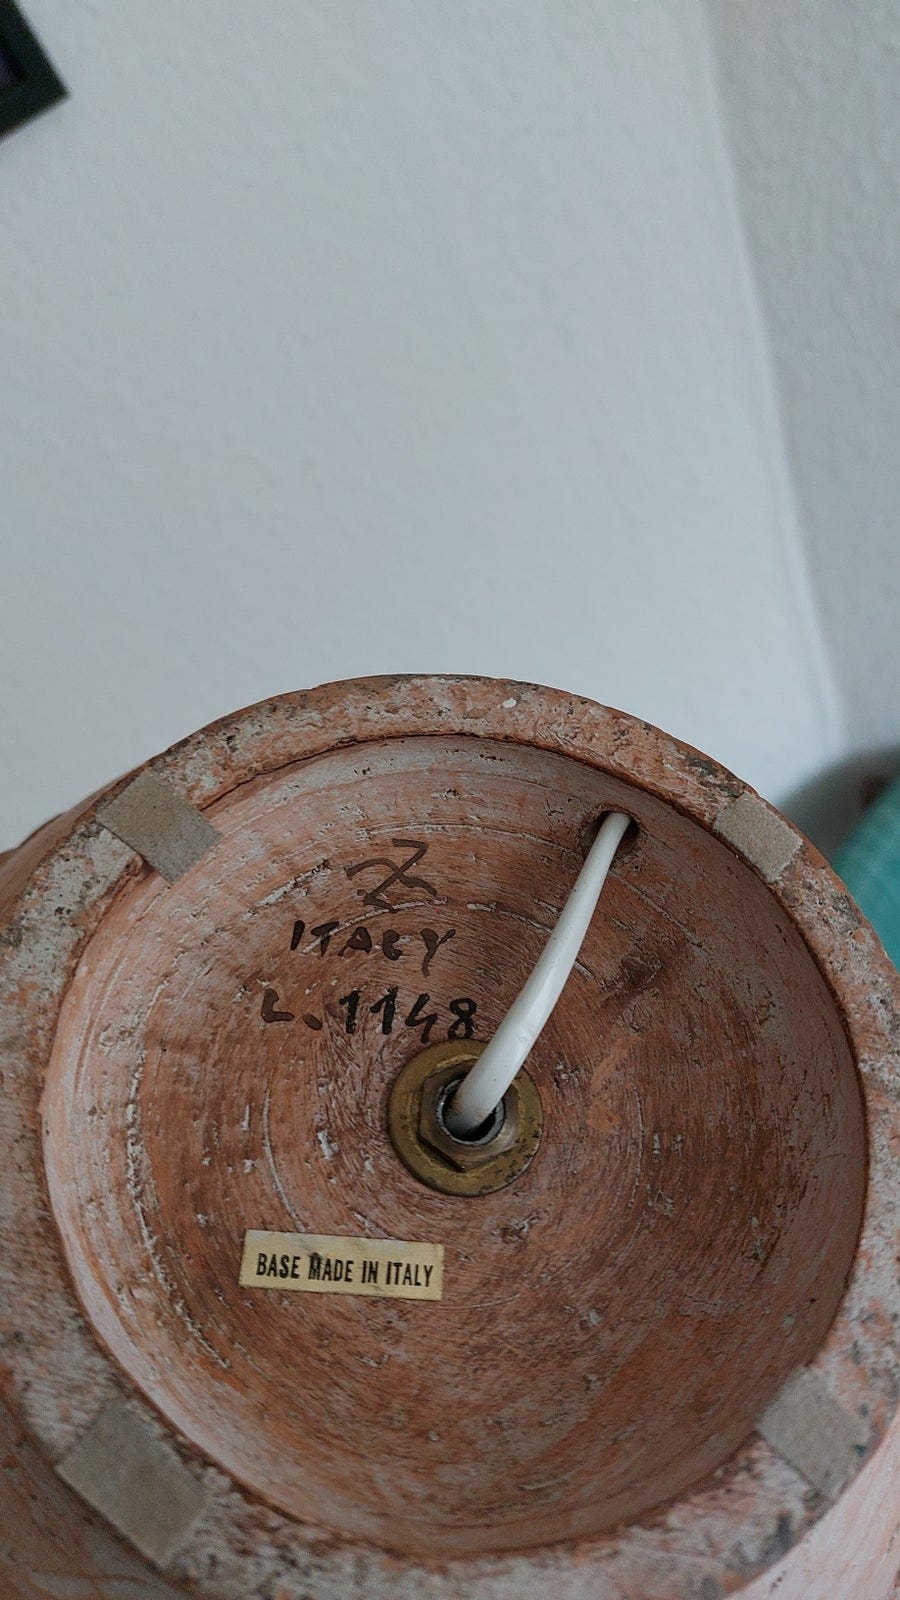 ITALY
L. 1148
BASE MADE IN ITALY